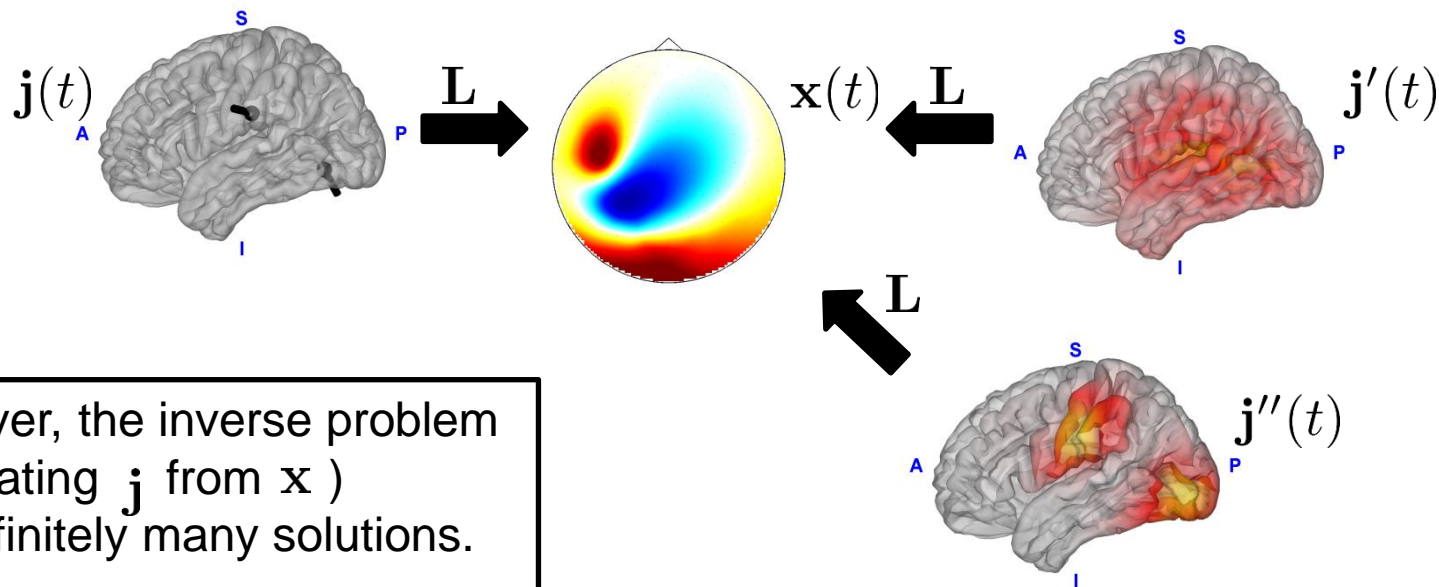 S
j(t)
A
P
I
L
x(t)
L
S
j′(t)
A
P
I
L
S
j′′(t)
A
P
I
ver, the inverse problem
ating j from x )
finitely many solutions.